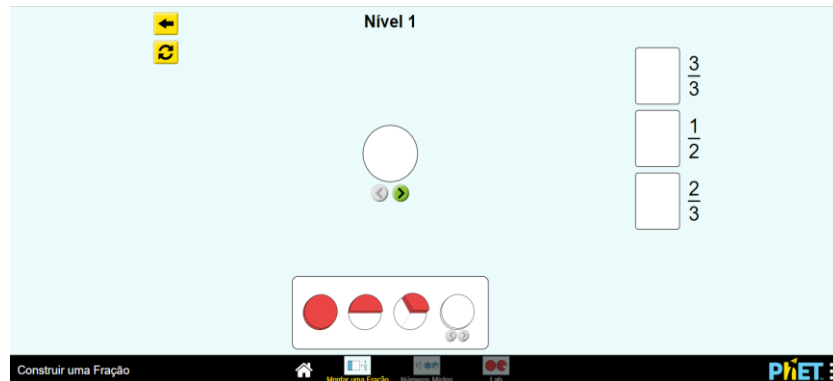 Nível 1
3
3
1
2
2
3
Construir uma Fração
Montar uma Fração
Números Mistos
Lab
PhET